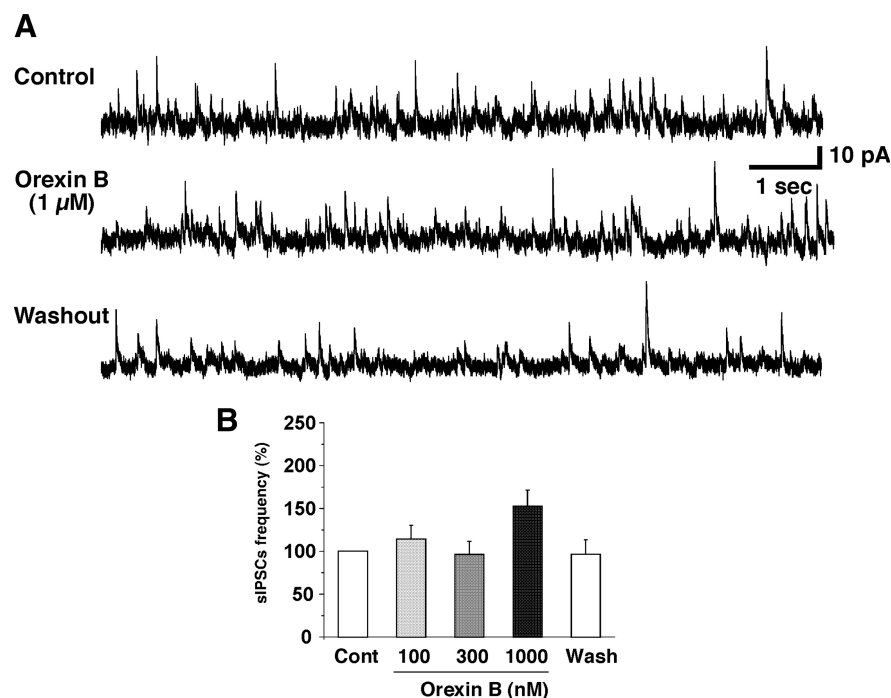 A
Control
10 pA
1 sec
Orexin B
(1 µM)
Washout
B
sIPSCs frequency (%)
250
200
150
100
50
0
Cont 100 300 1000 Wash
Orexin B (nM)